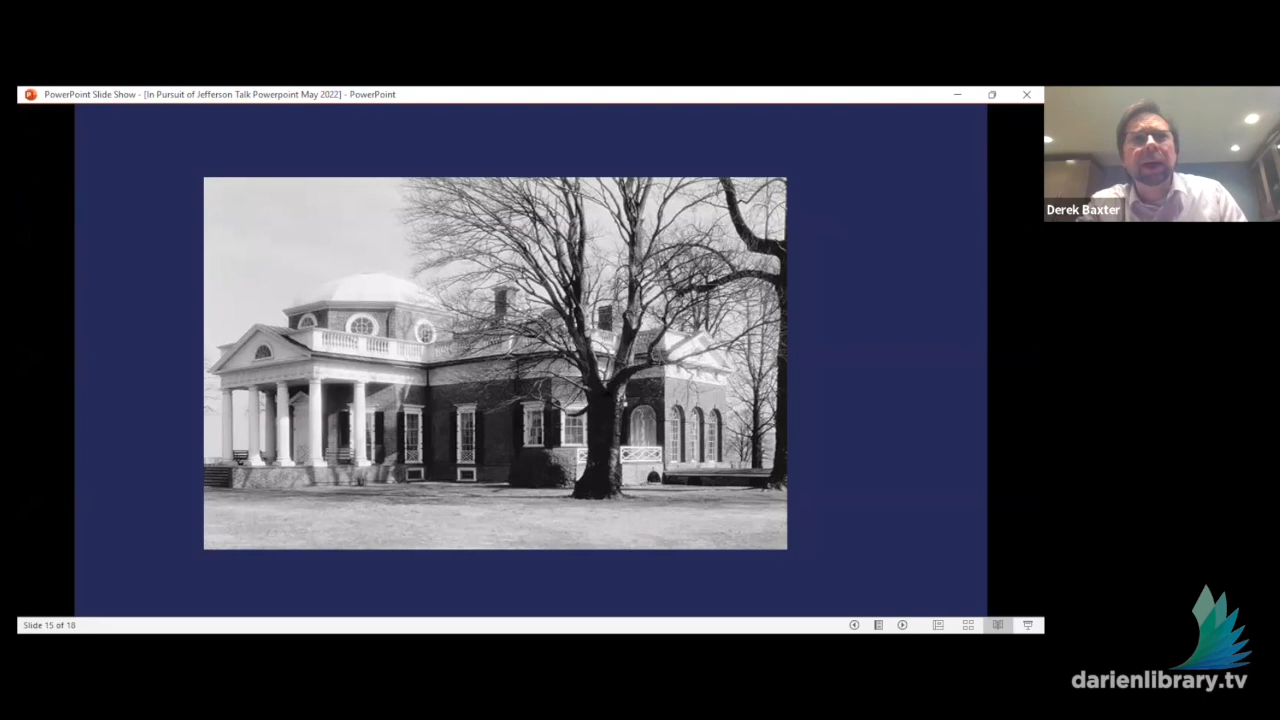 PowerPoint Slide Show - [In Pursuit of Jefferson Talk Powerpoint May 2022] - PowerPoint
Derek Baxter
Slide 15 of 18
darienlibrary.tv